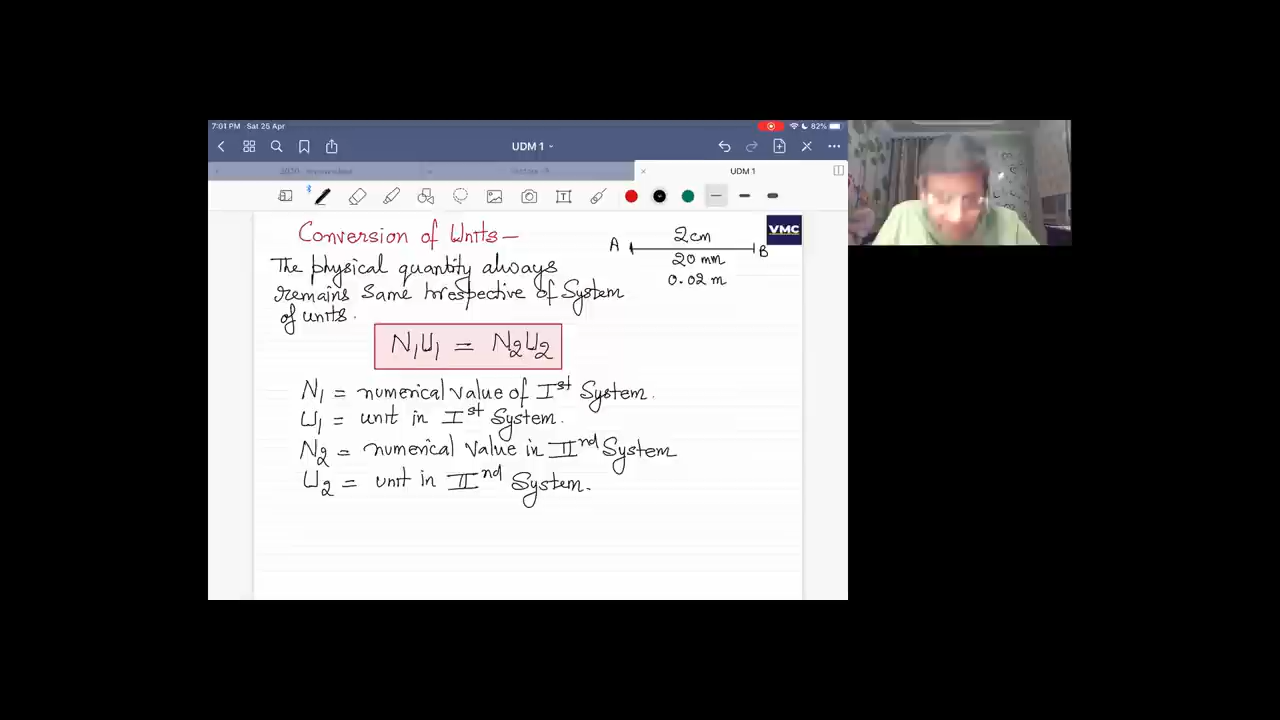 7:01 PM Sat 25 Apr
82%
UDM 1
UDM 1
Conversion of Units—
VMC
A 2cm B
20 mm
0.02 m
The physical quantity always
remains same Irrespective of System
of units.
N₁U₁ = N₂U₂
N₁ = numerical value of Iˢᵗ System.
U₁ = unit in Iˢᵗ System.
N₂ = numerical value in IIⁿᵈ System
U₂ = unit in IIⁿᵈ System.